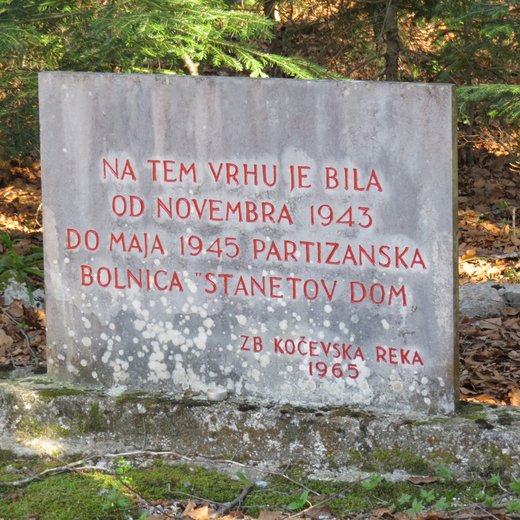 NA TEM VRHU JE BILA
OD NOVEMBRA 1943
DO MAJA 1945 PARTIZANSKA
BOLNICA "STANETOV DOM
ZB KOČEVSKA REKA
1965